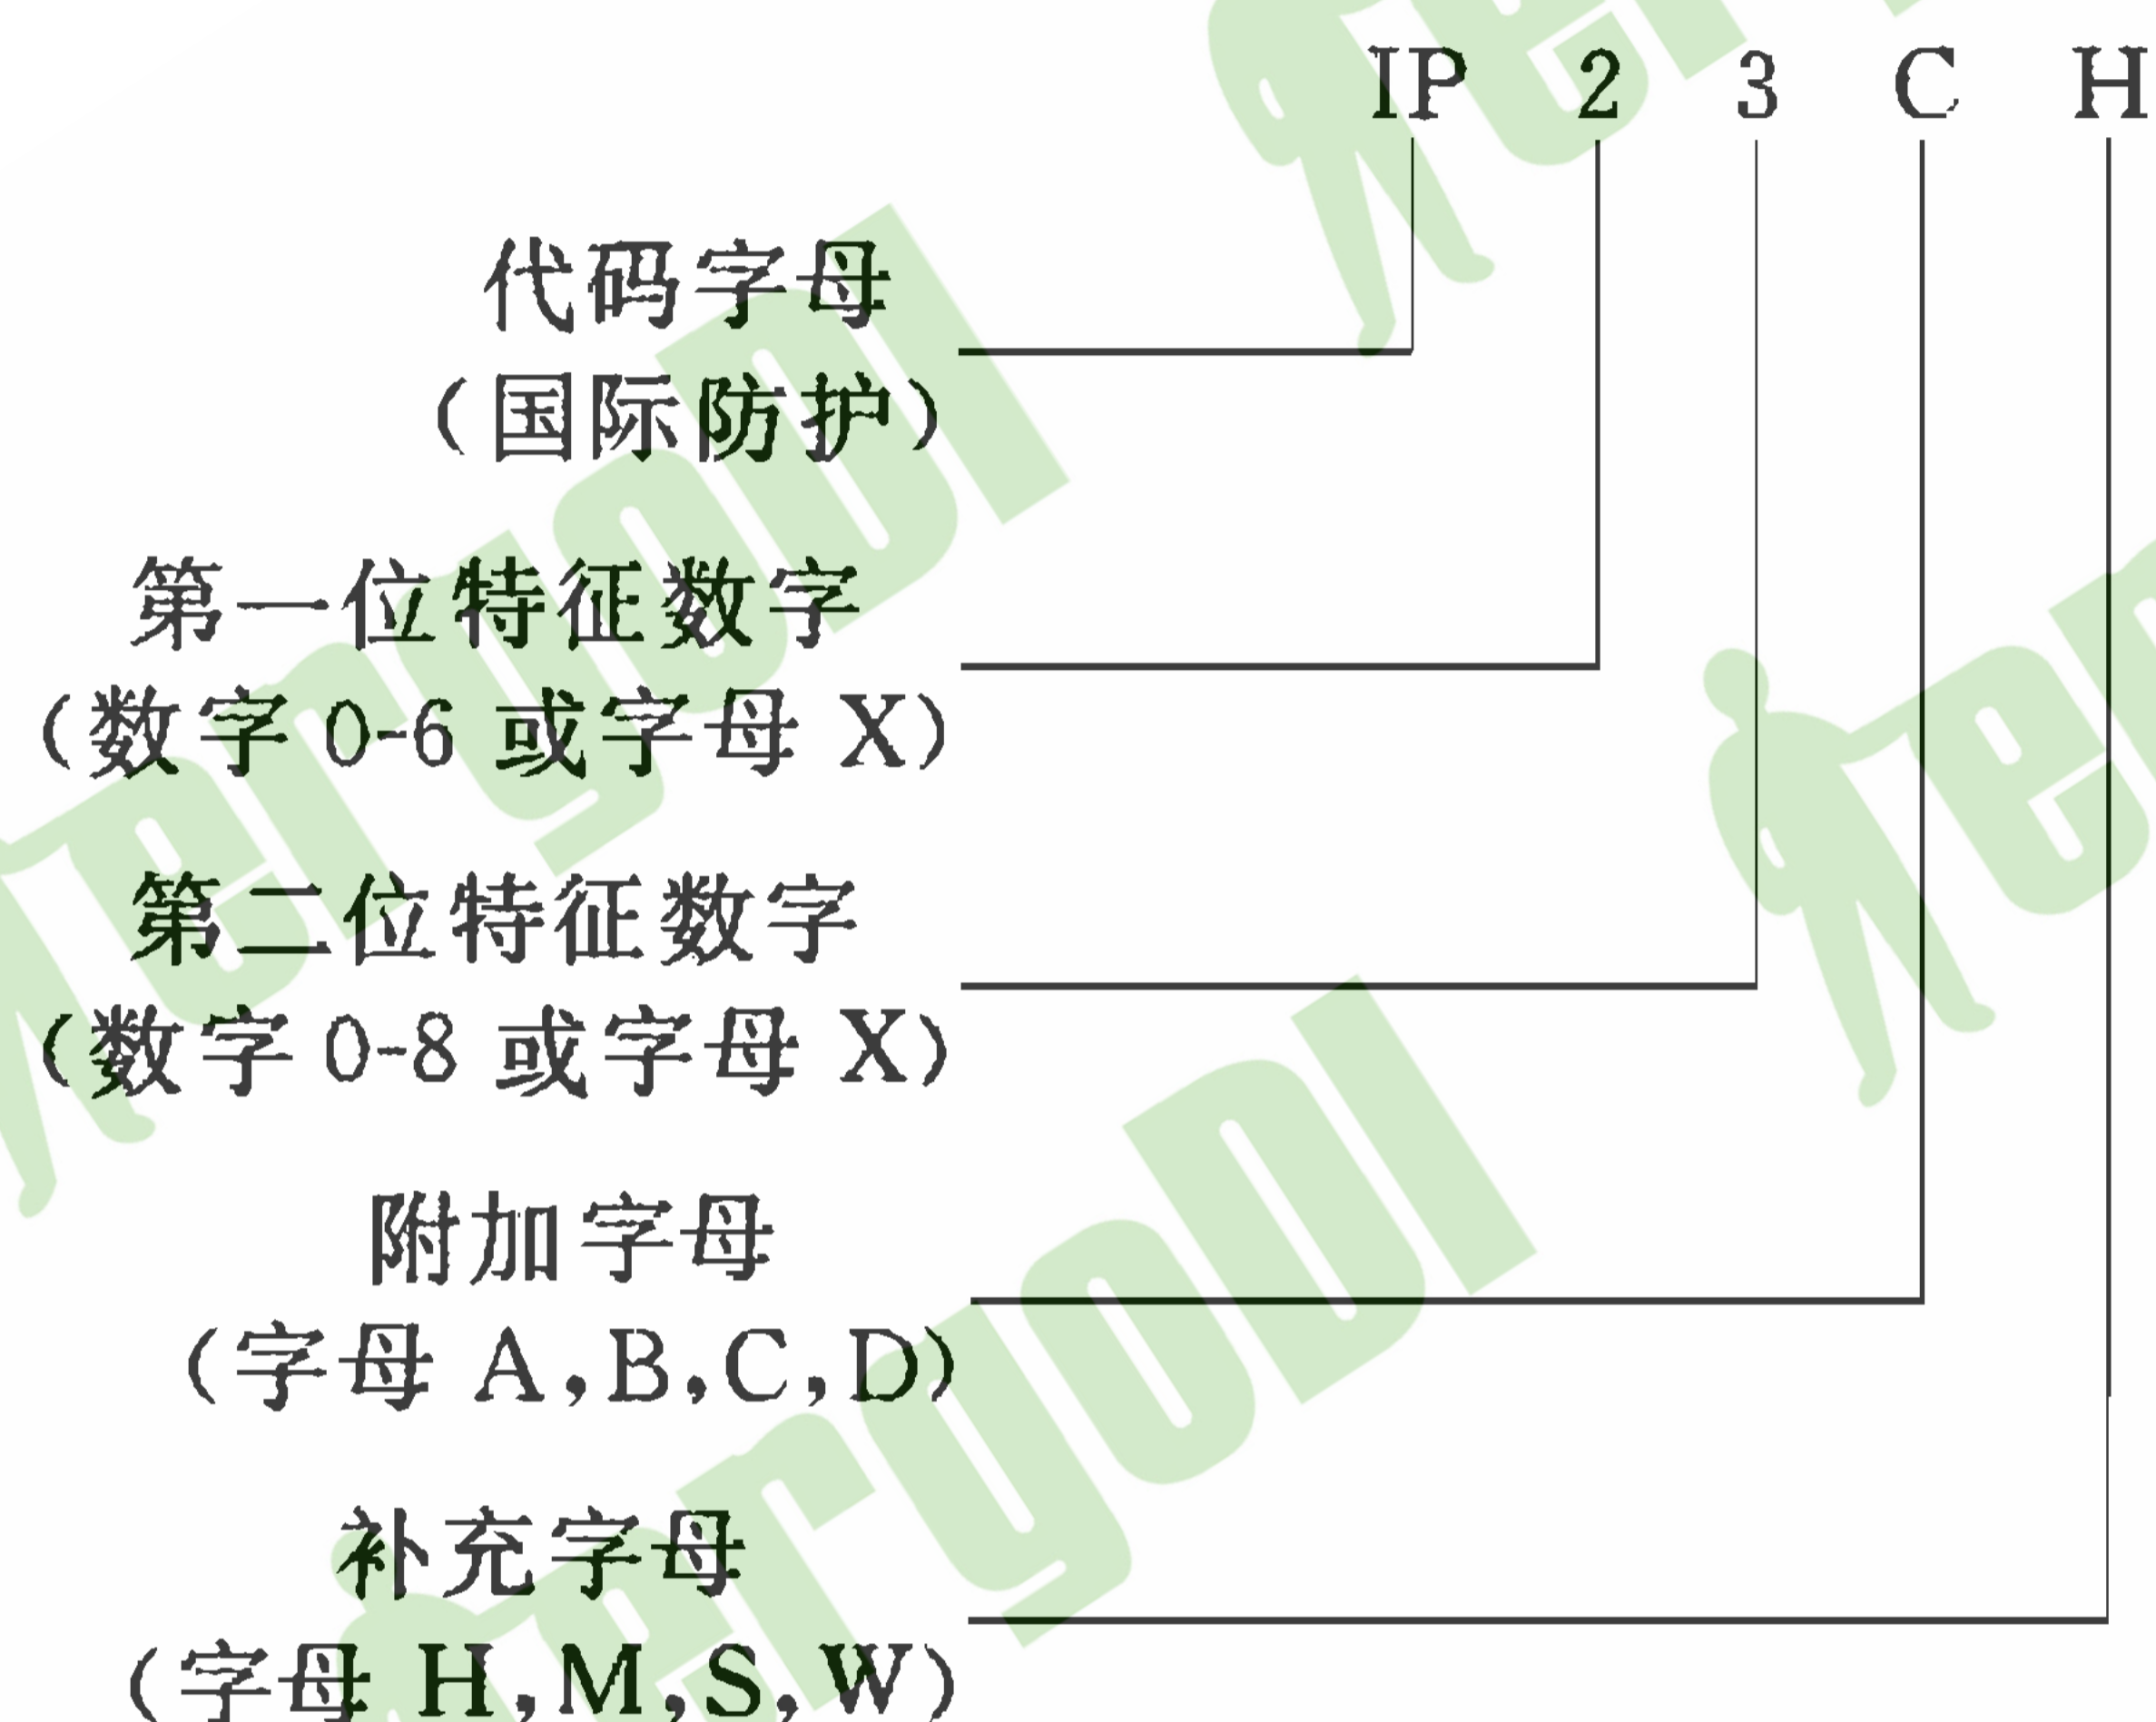 IP 2 3 C H
代码字母
(国际防护)
第一位特征数字
(数字 0-6 或字母 X)
第二位特征数字
(数字 0-8 或字母 X)
附加字母
(字母 A,B,C,D)
补充字母
(字母 H,M,S,W)